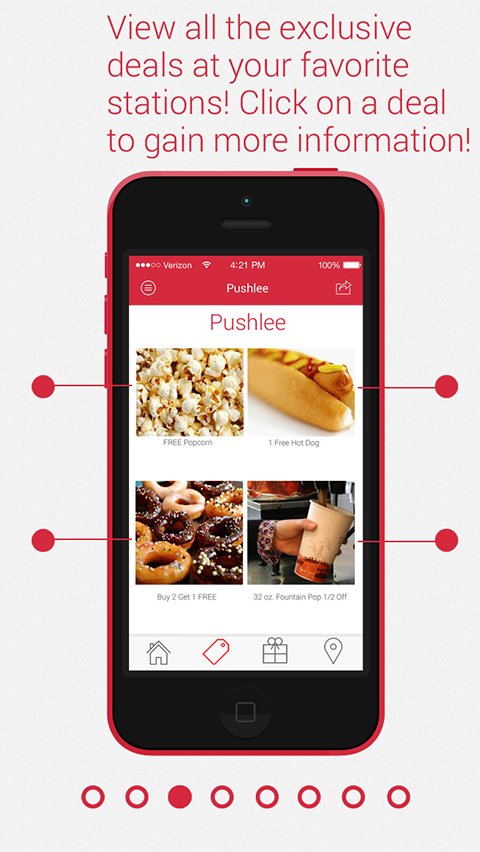 View all the exclusive
deals at your favorite
stations! Click on a deal
to gain more information!
Verizon 4:21 PM 100%
Pushlee
Pushlee
FREE Popcorn 1 Free Hot Dog
Buy 2 Get 1 FREE 32 oz. Fountain Pop 1/2 Off